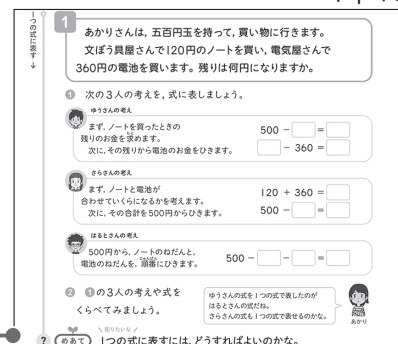 1つの式に表す→
1
あかりさんは，五百円玉を持って，買い物に行きます。
文ぼう具屋さんで120円のノートを買い，電気屋さんで
360円の電池を買います。残りは何円になりますか。
❶ 次の3人の考えを，式に表しましょう。
ゆうさんの考え
まず，ノートを買ったときの
残りのお金を求めます。
次に，その残りから電池のお金をひきます。
500 − □ = □
□ − 360 = □
さらさんの考え
まず，ノートと電池が
合わせていくらになるかを考えます。
次に，その合計を500円からひきます。
120 + 360 = □
500 − □ = □
はるとさんの考え
500円から，ノートのねだんと，
電池のねだんを，順番にひきます。
500 − □ − □ = □
❷ ❶の3人の考えや式を
くらべてみましょう。
ゆうさんの式を1つの式で表したのが
はるとさんの式だね。
さらさんの式も1つの式で表せるのかな。
あかり
知りたいな
? めあて 1つの式に表すには，どうすればよいのかな。